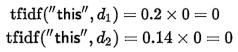 tfidf("this", d₁) = 0.2 × 0 = 0
tfidf("this", d₂) = 0.14 × 0 = 0